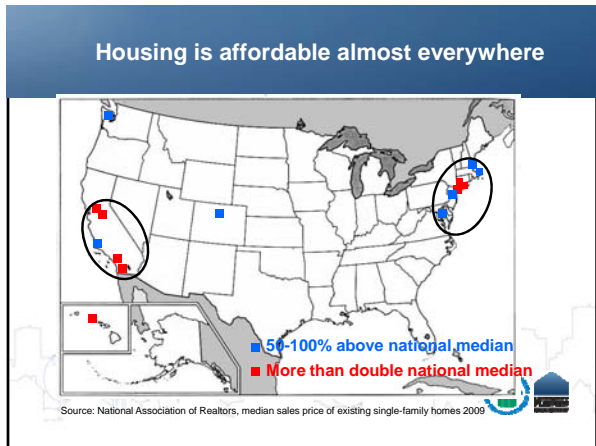 Housing is affordable almost everywhere
50-100% above national median
More than double national median
Source: National Association of Realtors, median sales price of existing single-family homes 2009